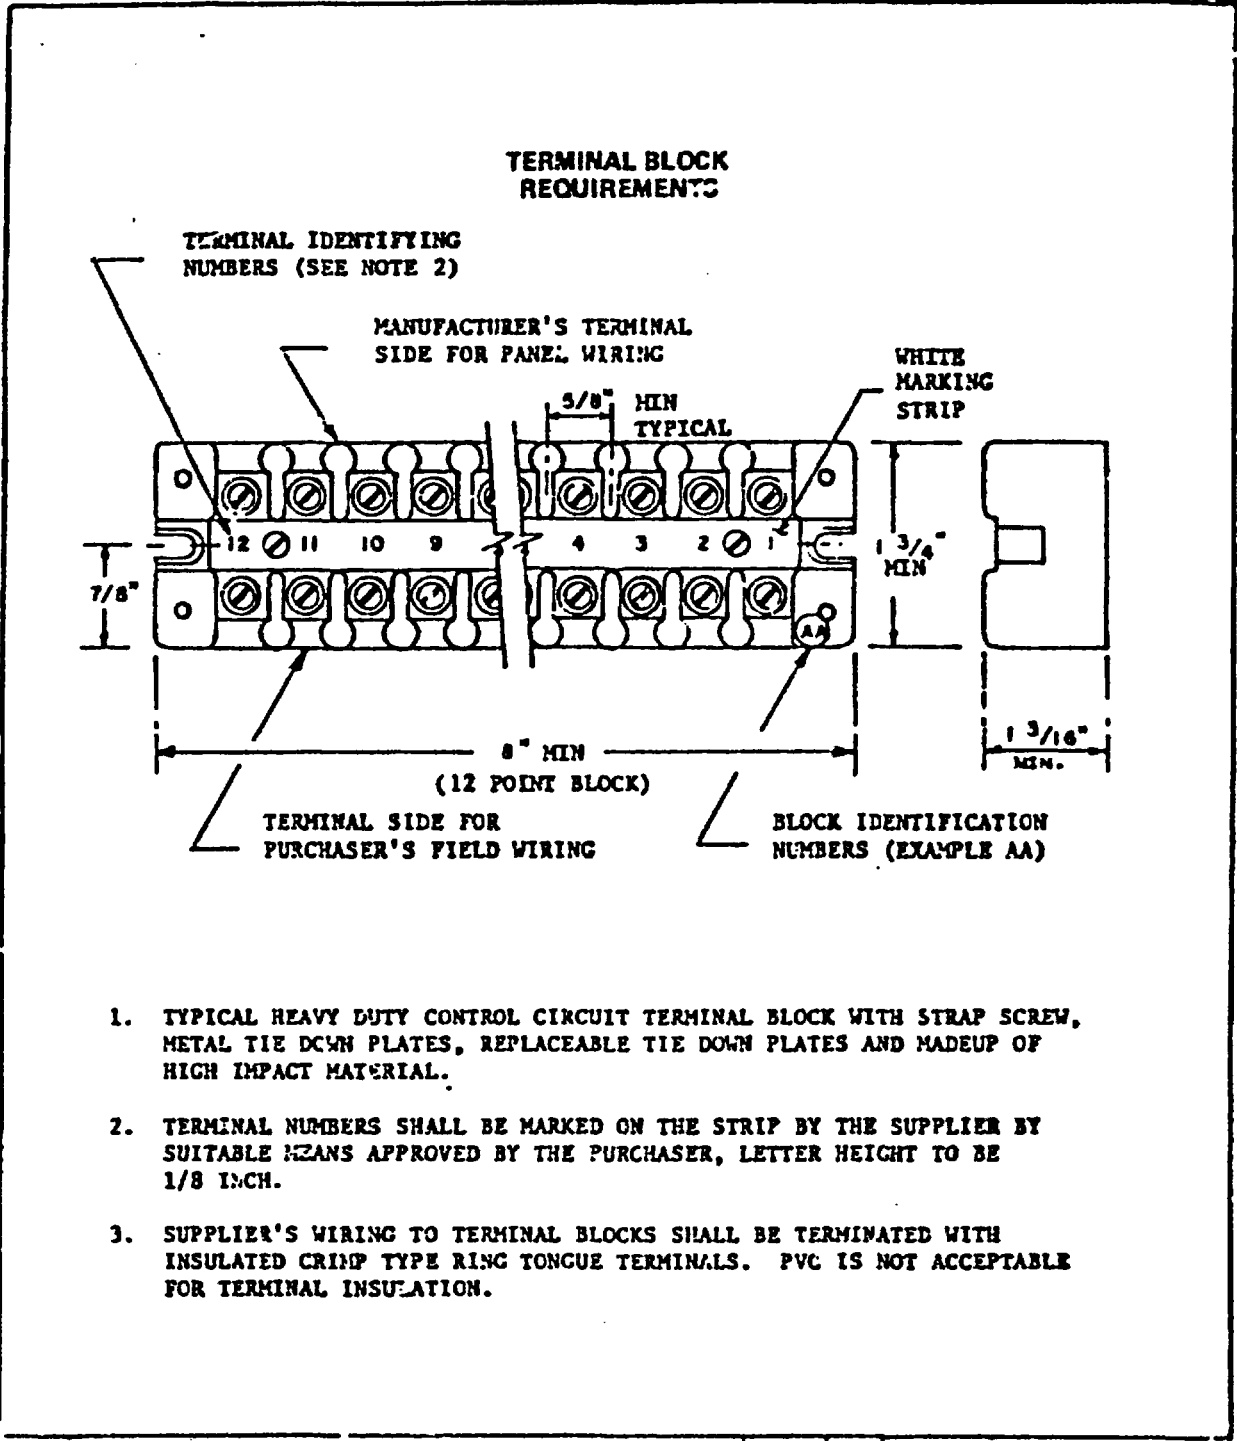 TERMINAL BLOCK
REQUIREMENTS
TERMINAL IDENTIFYING
NUMBERS (SEE NOTE 2)
MANUFACTURER'S TERMINAL
SIDE FOR PANEL WIRING
WHITE
MARKING
STRIP
5/8" MIN
TYPICAL
12 11 10 9 4 3 2 1
1 3/4"
MIN
7/8"
AA
1 3/16"
MIN.
8" MIN
(12 POINT BLOCK)
TERMINAL SIDE FOR
PURCHASER'S FIELD WIRING
BLOCK IDENTIFICATION
NUMBERS (EXAMPLE AA)
1. TYPICAL HEAVY DUTY CONTROL CIRCUIT TERMINAL BLOCK WITH STRAP SCREW,
METAL TIE DOWN PLATES, REPLACEABLE TIE DOWN PLATES AND MADEUP OF
HIGH IMPACT MATERIAL.
2. TERMINAL NUMBERS SHALL BE MARKED ON THE STRIP BY THE SUPPLIER BY
SUITABLE MEANS APPROVED BY THE PURCHASER, LETTER HEIGHT TO BE
1/8 INCH.
3. SUPPLIER'S WIRING TO TERMINAL BLOCKS SHALL BE TERMINATED WITH
INSULATED CRIMP TYPE RING TONGUE TERMINALS. PVC IS NOT ACCEPTABLE
FOR TERMINAL INSULATION.